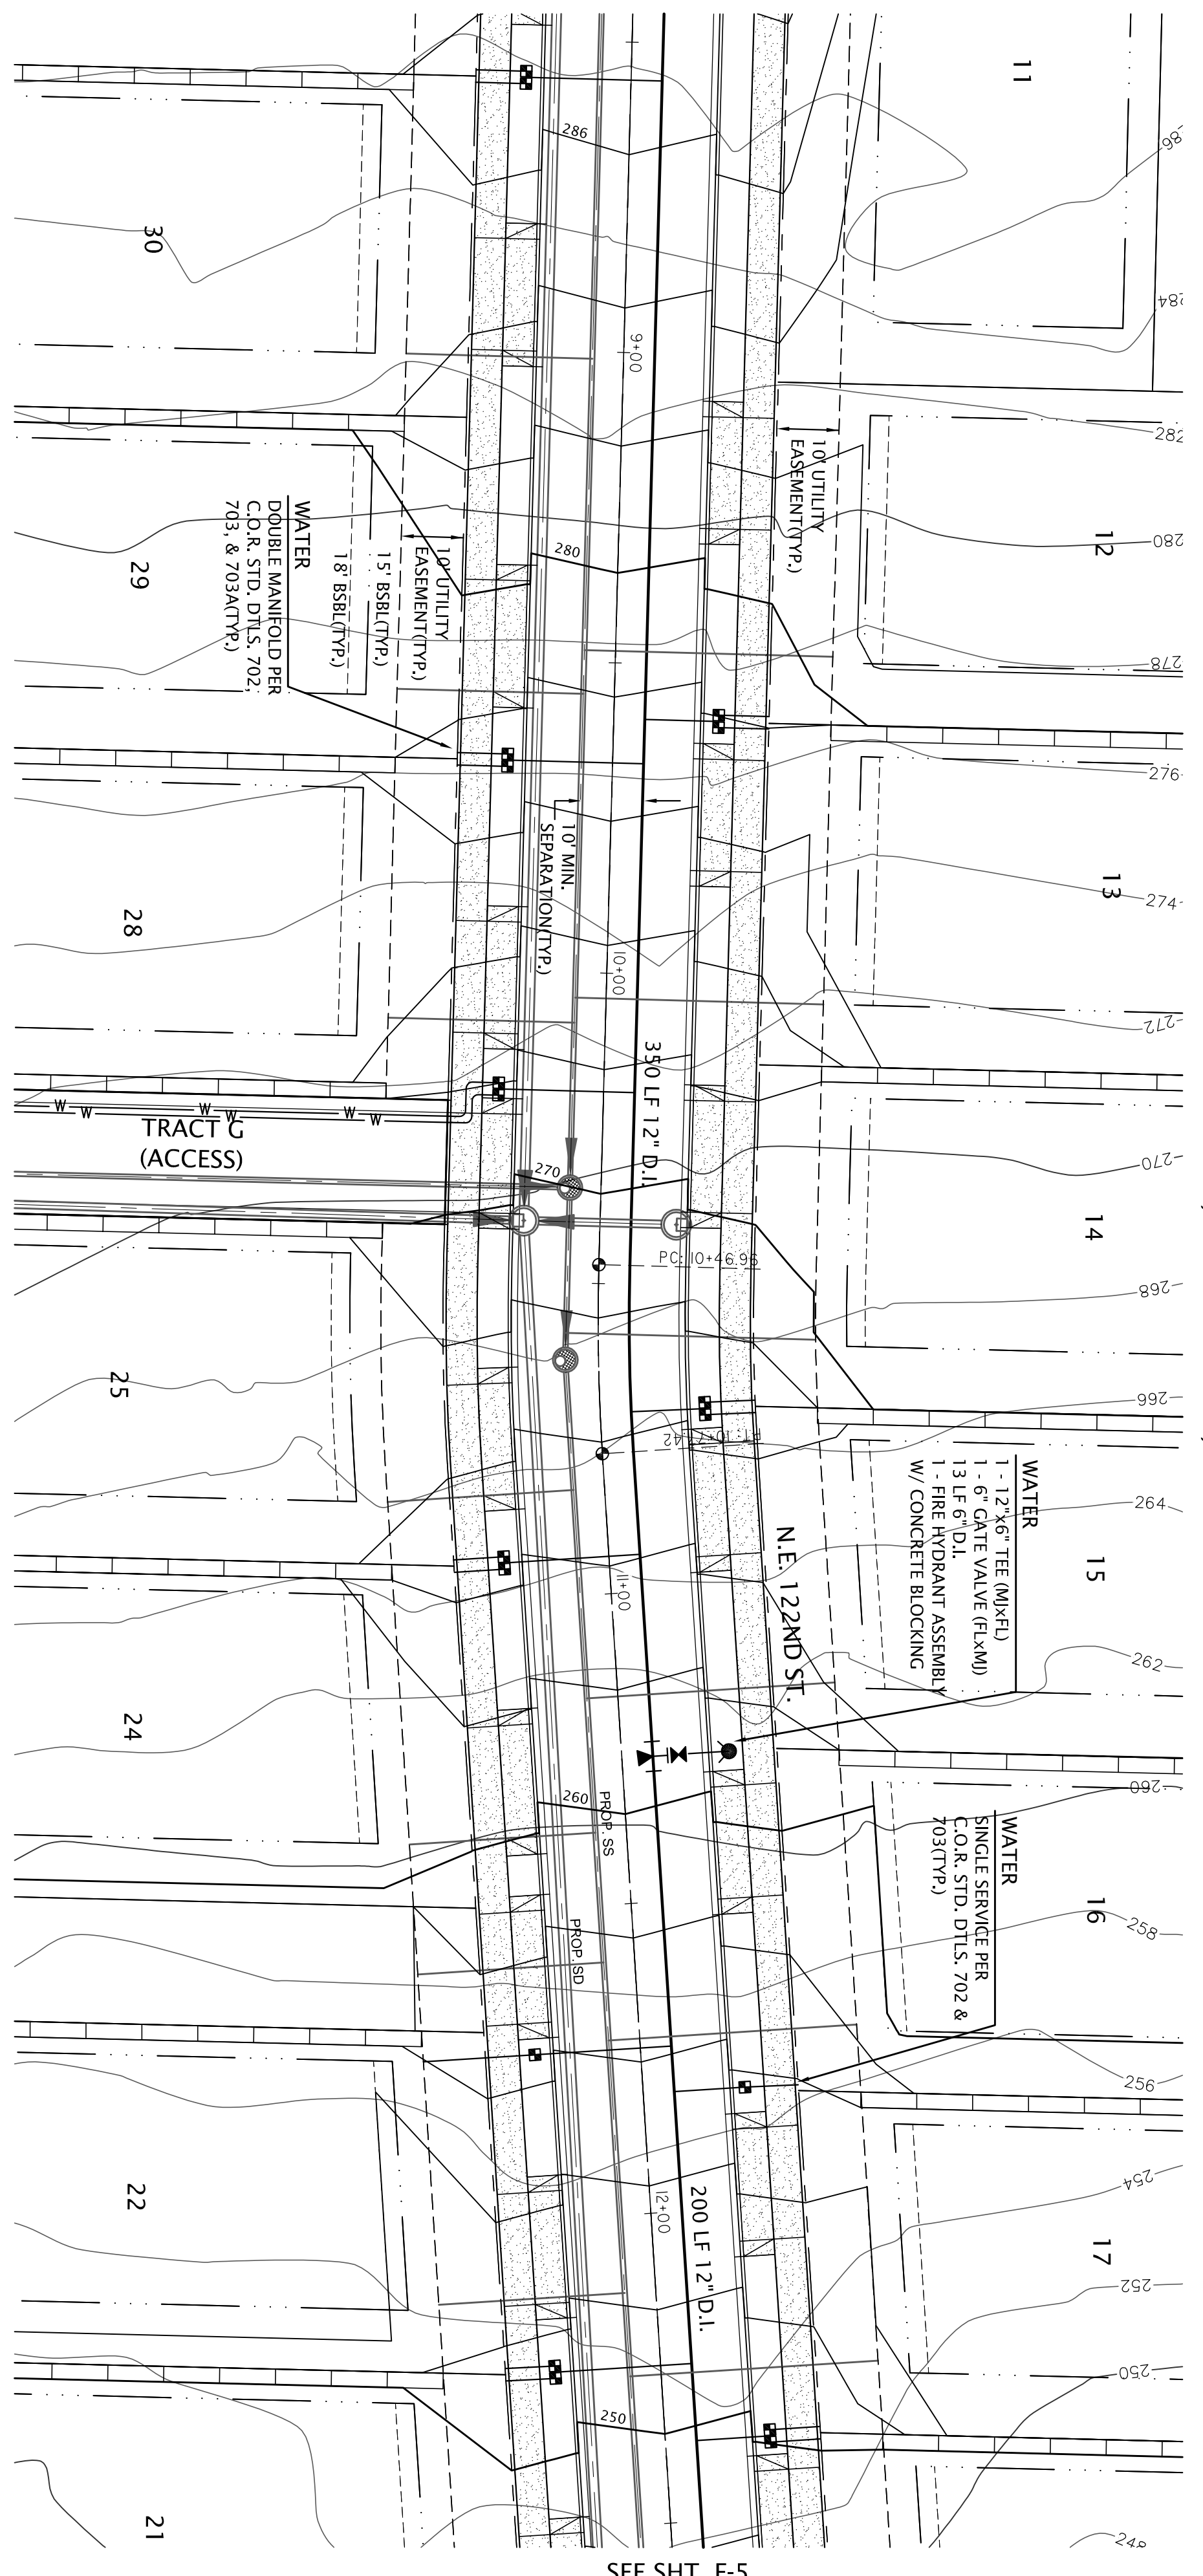 11
98
286
30
284
9+00
282
10' UTILITY
EASEMENT(TYP.)
12
280
280
WATER
DOUBLE MANIFOLD PER
C.O.R. STD. DTLS. 702,
703, & 703A(TYP.)
29
18' BSBL(TYP.)
15' BSBL(TYP.)
10' UTILITY
EASEMENT(TYP.)
278
276
10' MIN.
SEPARATION(TYP.)
13
274
28
10+00
272
350 LF 12" D.I.
W
W
W
W
W
W
TRACT G
(ACCESS)
270
270
14
PC: 10+46.96
268
25
266
PT: 10+77.42
WATER
1 - 12"x6" TEE (MJxFL)
1 - 6" GATE VALVE (FLxMJ)
13 LF 6" D.I.
1 - FIRE HYDRANT ASSEMBLY
W/ CONCRETE BLOCKING
264
15
11+00
N.E. 122ND ST.
262
24
260
260
PROP. SS
WATER
SINGLE SERVICE PER
C.O.R. STD. DTLS. 702 &
703(TYP.)
16
258
PROP. SD
256
254
22
12+00
200 LF 12" D.I.
17
252
250
250
21
248
SEE SHT. F-5